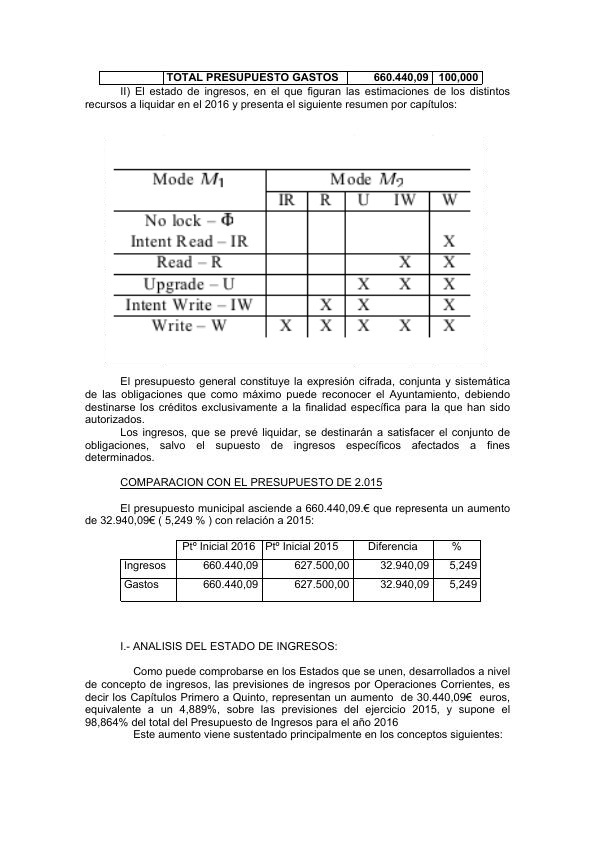 TOTAL PRESUPUESTO GASTOS 660.440,09 100,000
II) El estado de ingresos, en el que figuran las estimaciones de los distintos
recursos a liquidar en el 2016 y presenta el siguiente resumen por capítulos:
Mode M1 Mode M2
IR R U IW W
No lock – Φ
Intent Read – IR X
Read – R X X
Upgrade – U X X X
Intent Write – IW X X X
Write – W X X X X X
El presupuesto general constituye la expresión cifrada, conjunta y sistemática
de las obligaciones que como máximo puede reconocer el Ayuntamiento, debiendo
destinarse los créditos exclusivamente a la finalidad específica para la que han sido
autorizados.
Los ingresos, que se prevé liquidar, se destinarán a satisfacer el conjunto de
obligaciones, salvo el supuesto de ingresos específicos afectados a fines
determinados.
COMPARACION CON EL PRESUPUESTO DE 2.015
El presupuesto municipal asciende a 660.440,09.€ que representa un aumento
de 32.940,09€ ( 5,249 % ) con relación a 2015:
Ptº Inicial 2016 Ptº Inicial 2015 Diferencia %
Ingresos 660.440,09 627.500,00 32.940,09 5,249
Gastos 660.440,09 627.500,00 32.940,09 5,249
I.- ANALISIS DEL ESTADO DE INGRESOS:
Como puede comprobarse en los Estados que se unen, desarrollados a nivel
de concepto de ingresos, las previsiones de ingresos por Operaciones Corrientes, es
decir los Capítulos Primero a Quinto, representan un aumento de 30.440,09€ euros,
equivalente a un 4,889%, sobre las previsiones del ejercicio 2015, y supone el
98,864% del total del Presupuesto de Ingresos para el año 2016
Este aumento viene sustentado principalmente en los conceptos siguientes: